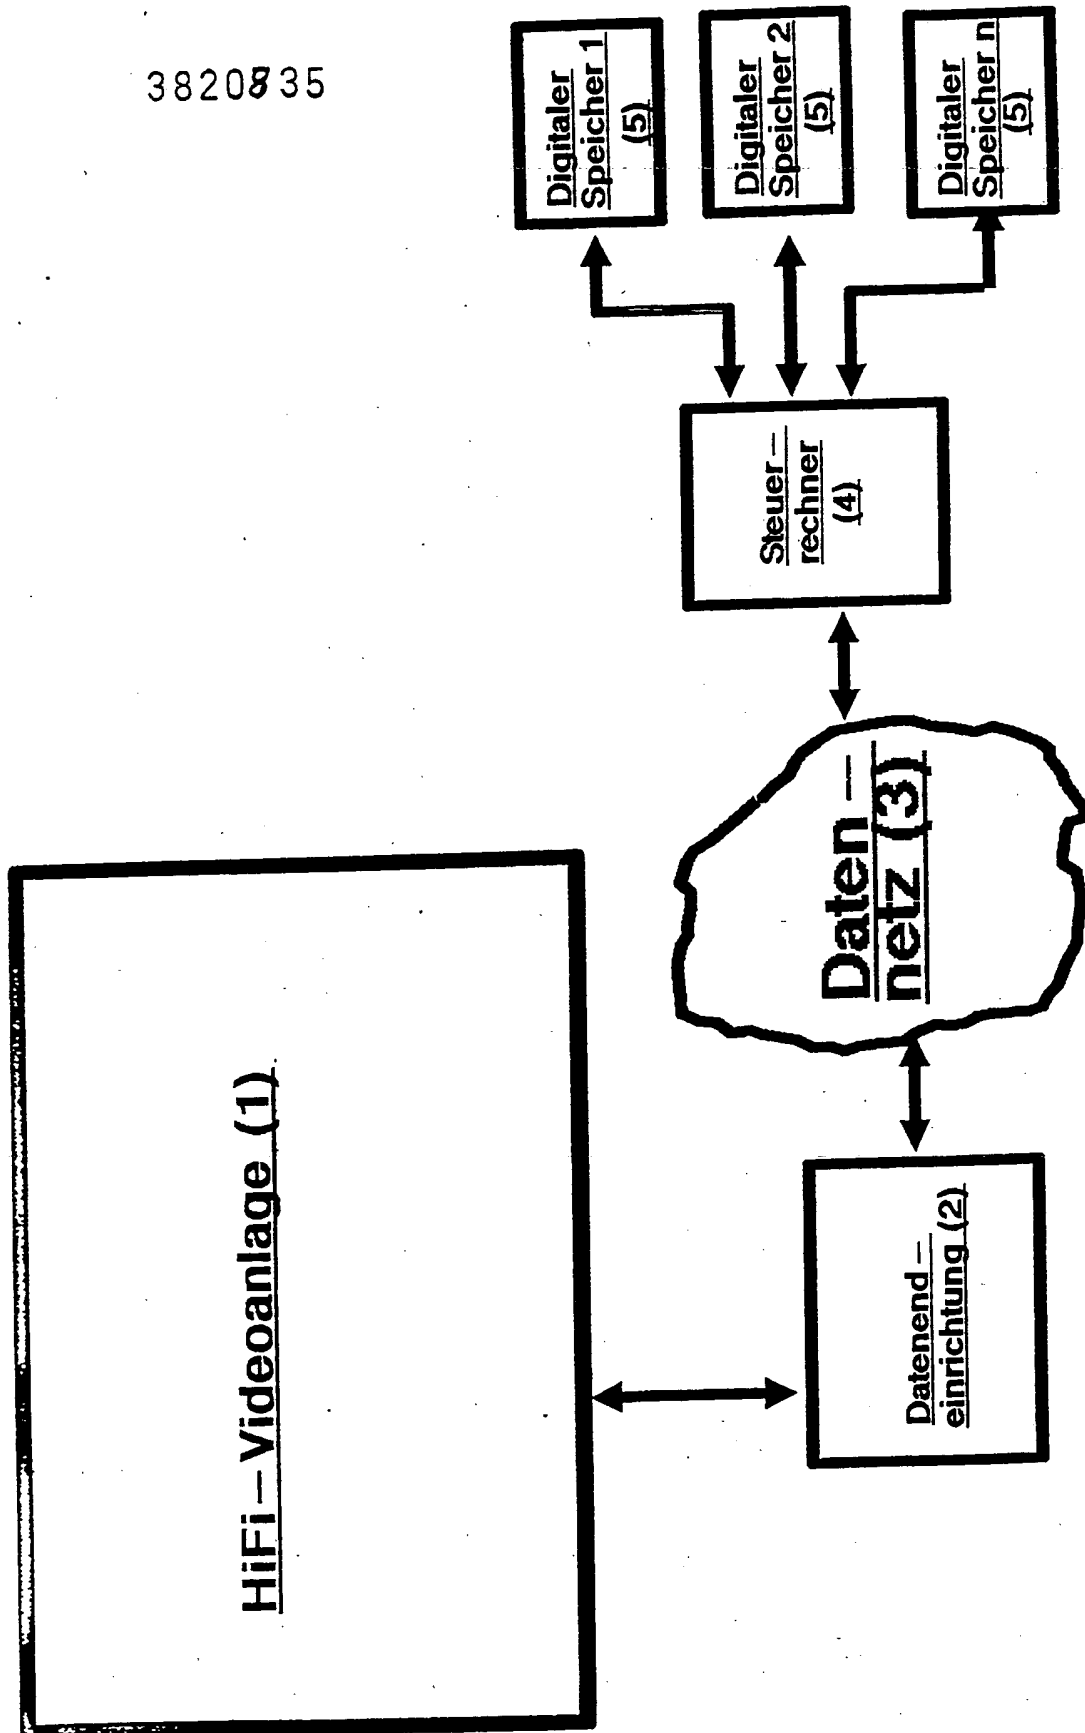 3820835
HiFi–Videoanlage (1)
Datenend–
einrichtung (2)
Daten–
netz (3)
Steuer–
rechner
(4)
Digitaler
Speicher 1
(5)
Digitaler
Speicher 2
(5)
Digitaler
Speicher n
(5)